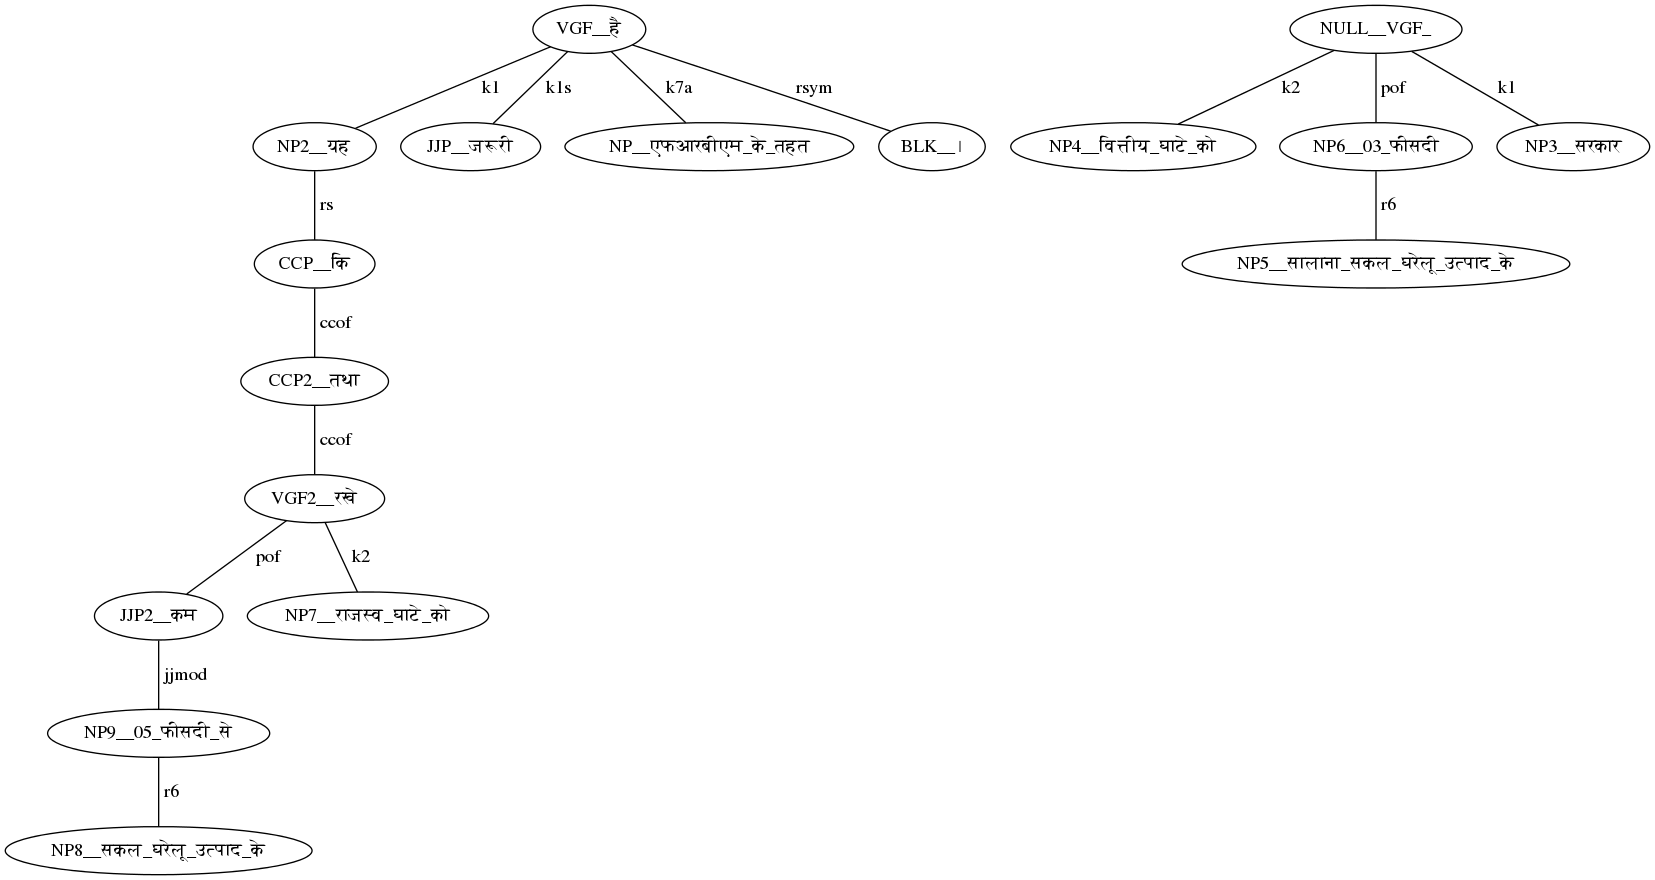 VGF__है NULL__VGF_
k1 k1s k7a rsym k2 pof k1
NP2__यह JJP__जरूरी NP__एफआरबीएम_के_तहत BLK__। NP4__वित्तीय_घाटे_को NP6__03_फीसदी NP3__सरकार
rs r6
CCP__कि NP5__सालाना_सकल_घरेलू_उत्पाद_के
ccof
CCP2__तथा
ccof
VGF2__रखे
pof k2
JJP2__कम NP7__राजस्व_घाटे_को
jjmod
NP9__05_फीसदी_से
r6
NP8__सकल_घरेलू_उत्पाद_के